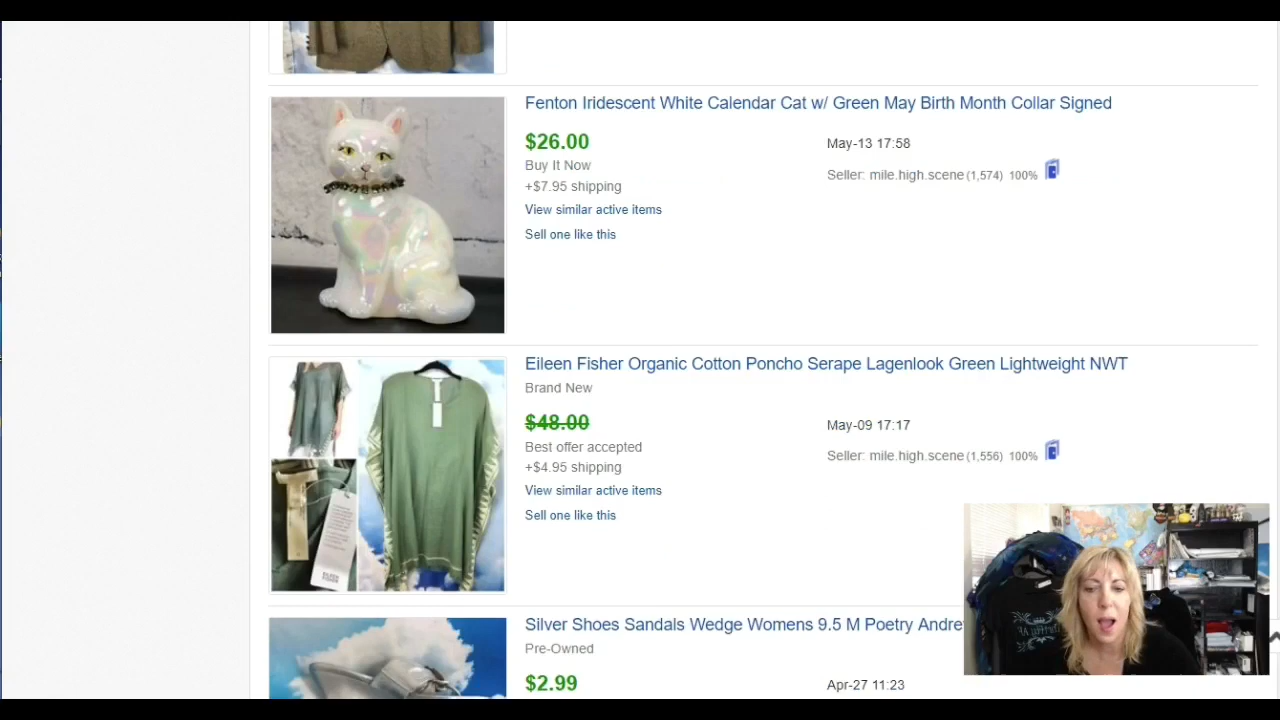 Fenton Iridescent White Calendar Cat w/ Green May Birth Month Collar Signed
$26.00
May-13 17:58
Buy It Now
Seller: mile.high.scene (1,574) 100%
+$7.95 shipping
View similar active items
Sell one like this
Eileen Fisher Organic Cotton Poncho Serape Lagenlook Green Lightweight NWT
Brand New
$48.00
May-09 17:17
Best offer accepted
Seller: mile.high.scene (1,556) 100%
+$4.95 shipping
View similar active items
Sell one like this
EILEEN
FISHER
Silver Shoes Sandals Wedge Womens 9.5 M Poetry Andre
Pre-Owned
$2.99
Apr-27 11:23